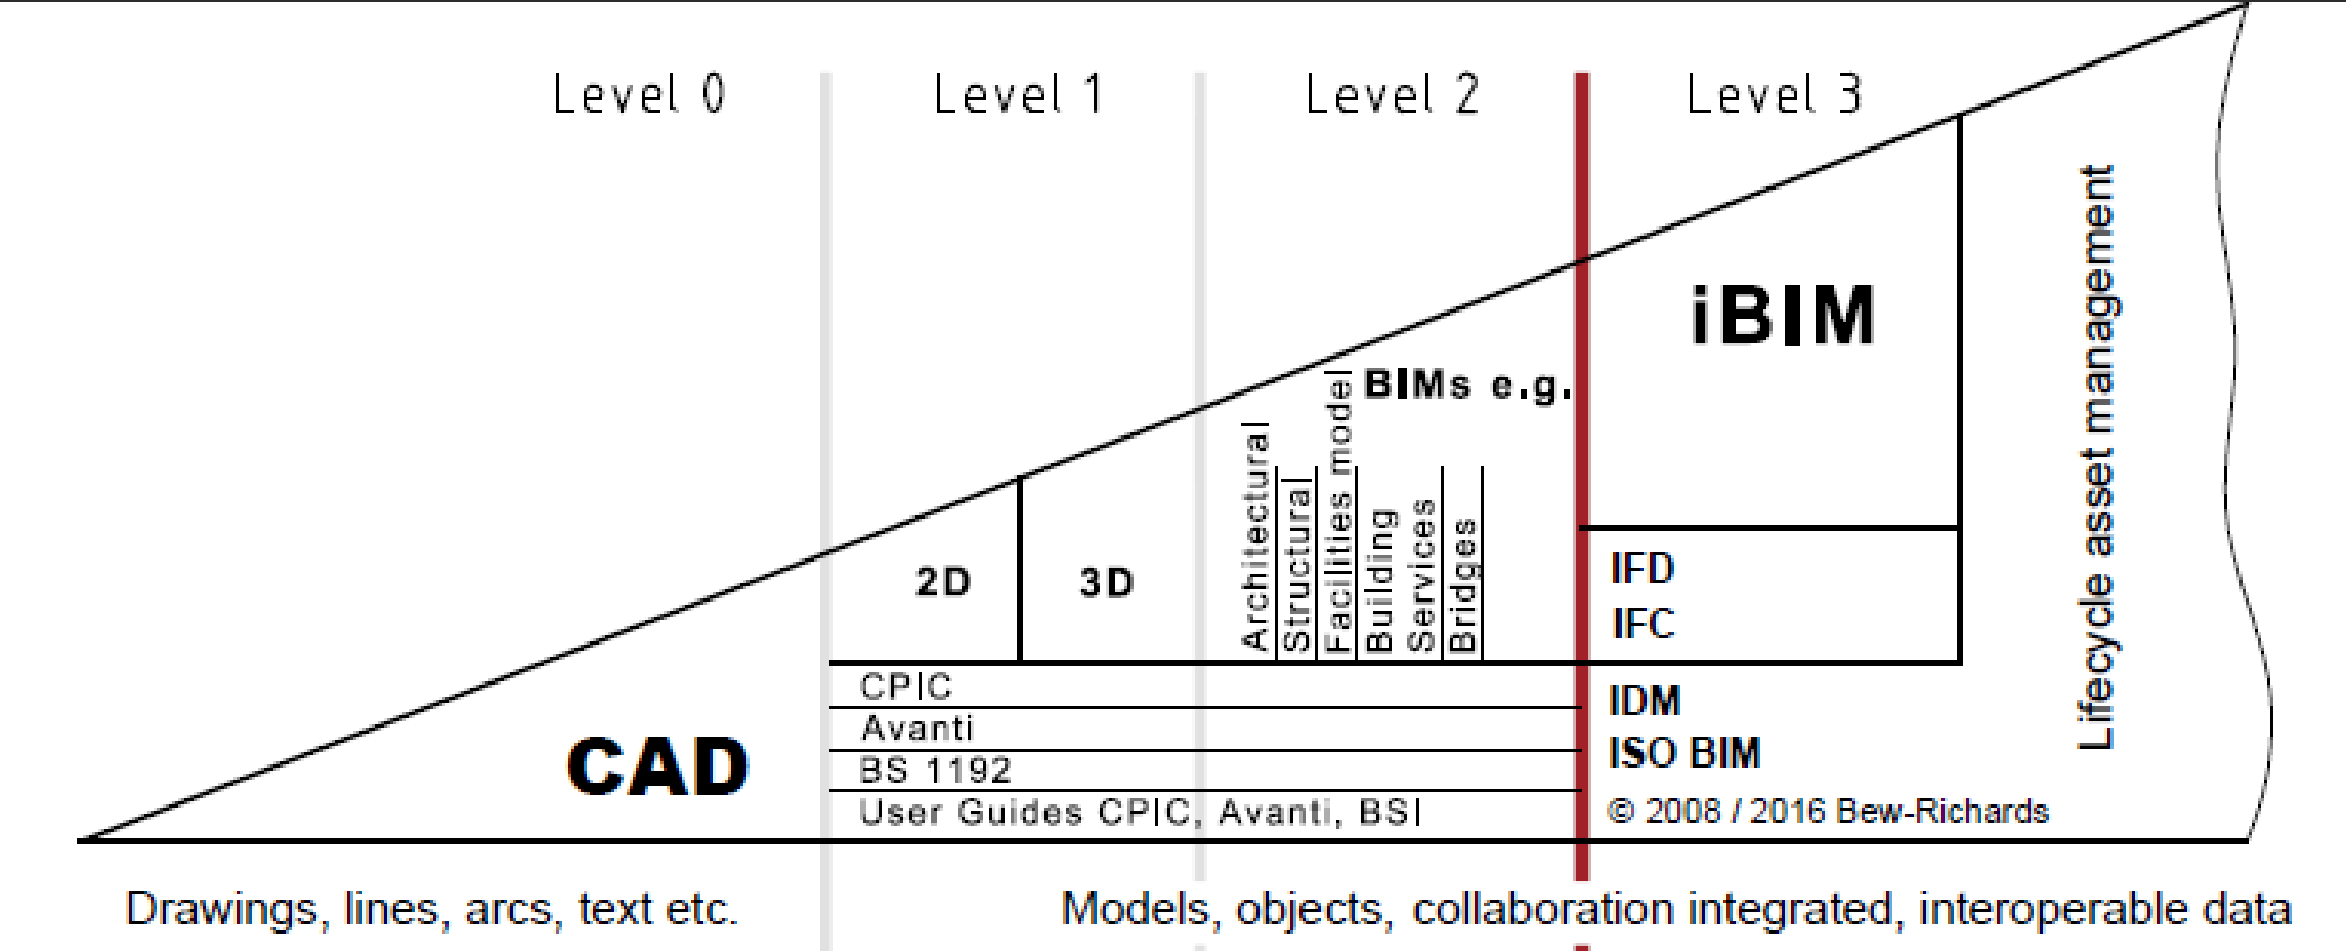 Level 0
Level 1
Level 2
Level 3
iBIM
BIMs e.g.
Architectural
Structural
Facilities model
Building
Services
Bridges
2D
3D
IFD
IFC
Lifecycle asset management
CAD
CPIC
Avanti
BS 1192
User Guides CPIC, Avanti, BSI
IDM
ISO BIM
© 2008 / 2016 Bew-Richards
Drawings, lines, arcs, text etc.
Models, objects, collaboration integrated, interoperable data